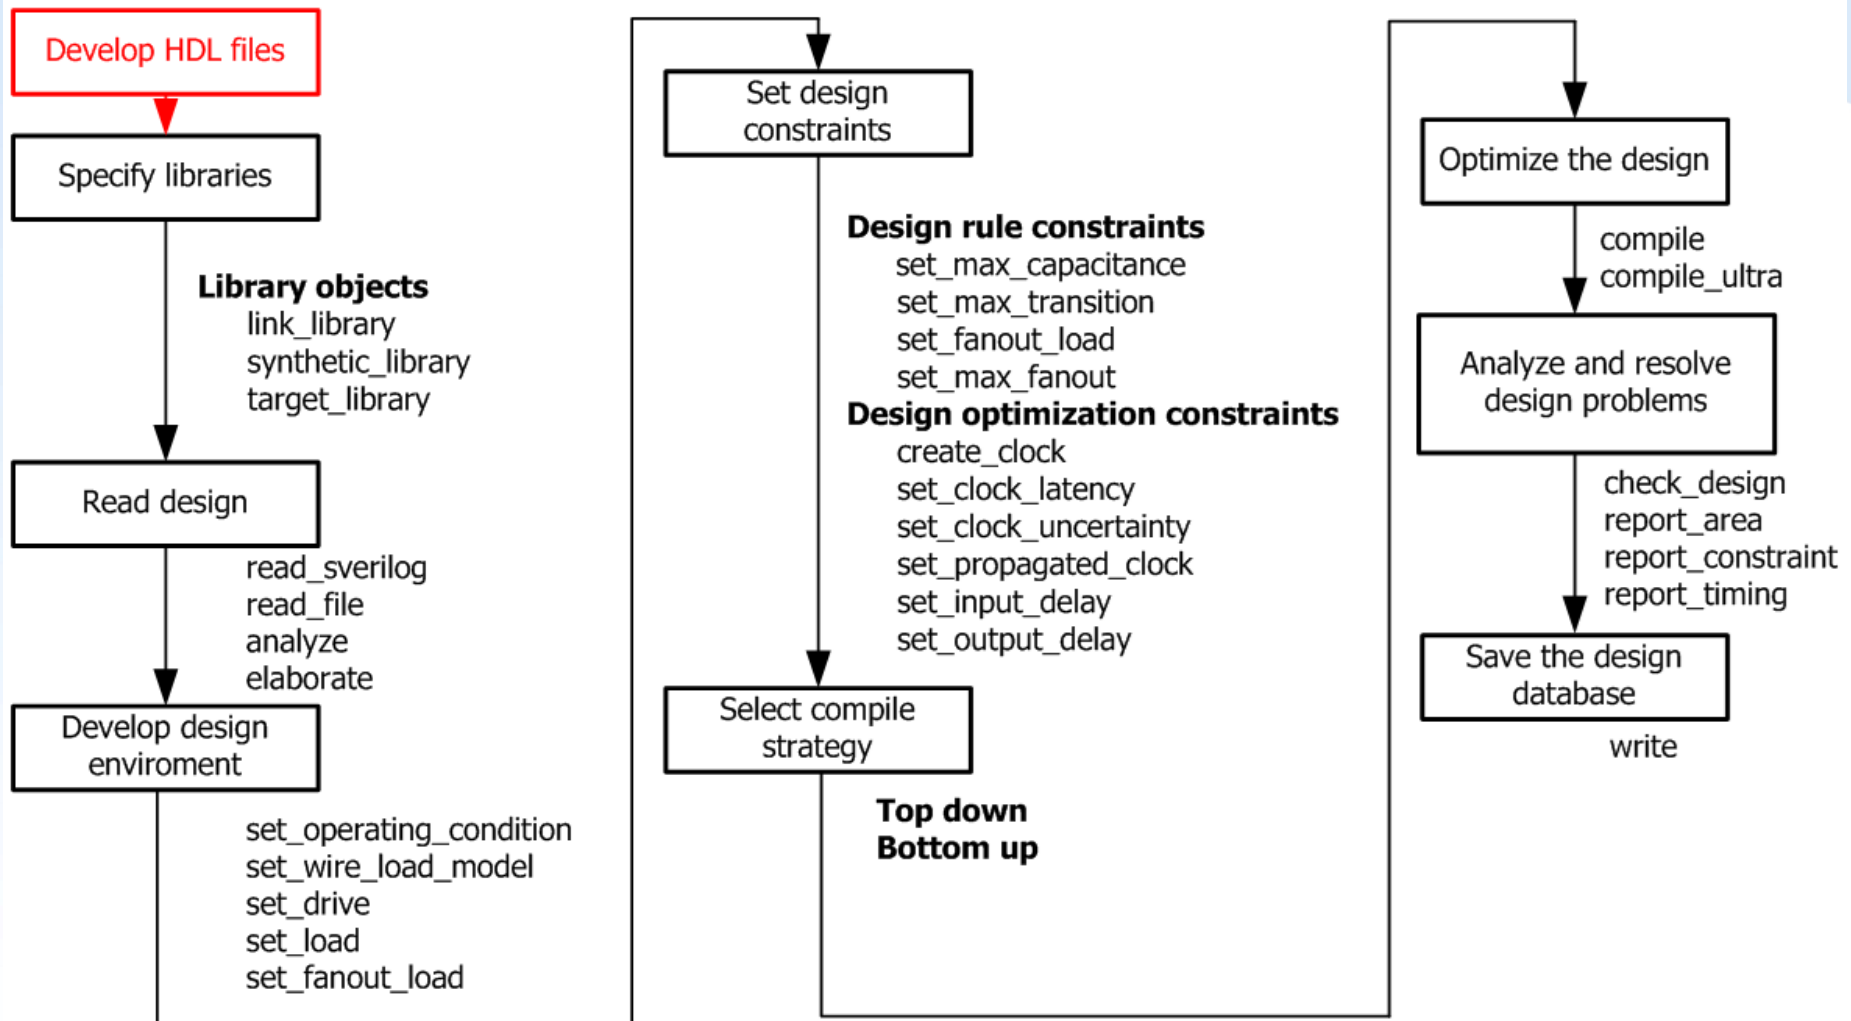 Develop HDL files
Specify libraries
Library objects
link_library
synthetic_library
target_library
Read design
read_sverilog
read_file
analyze
elaborate
Develop design
enviroment
set_operating_condition
set_wire_load_model
set_drive
set_load
set_fanout_load
Set design
constraints
Design rule constraints
set_max_capacitance
set_max_transition
set_fanout_load
set_max_fanout
Design optimization constraints
create_clock
set_clock_latency
set_clock_uncertainty
set_propagated_clock
set_input_delay
set_output_delay
Select compile
strategy
Top down
Bottom up
Optimize the design
compile
compile_ultra
Analyze and resolve
design problems
check_design
report_area
report_constraint
report_timing
Save the design
database
write